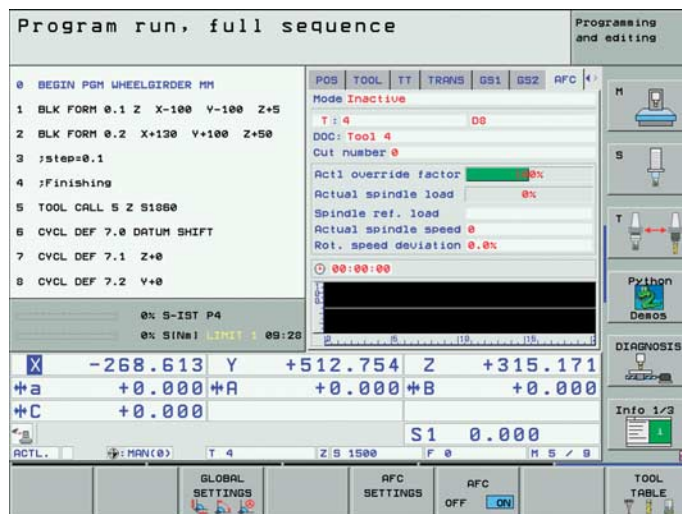 Program run, full sequence
Programming
and editing
0 BEGIN PGM WHEELGIRDER MM
1 BLK FORM 0.1 Z X-100 Y-100 Z+5
2 BLK FORM 0.2 X+130 Y+100 Z+50
3 ;step=0.1
4 ;Finishing
5 TOOL CALL 5 Z S1860
6 CYCL DEF 7.0 DATUM SHIFT
7 CYCL DEF 7.1 Z+0
8 CYCL DEF 7.2 Y+0
0% S-IST P4
0% S[Nm] LIMIT 1 09:28
POS TOOL TT TRANS GS1 GS2 AFC
Mode Inactive
T : 4 D8
DOC: Tool 4
Cut number 0
Actl override factor
Actual spindle load 0%
Spindle ref. load
Actual spindle speed 0
Rot. speed deviation 0.0%
00:00:00
X -268.613 Y +512.754 Z +315.171
a +0.000 A +0.000 B +0.000
C +0.000
S1 0.000
ACTL. : MAN(0) T 4 Z S 1500 F 0 M 5 / 9
M
S
T
Python
Demos
DIAGNOSIS
Info 1/3
GLOBAL
SETTINGS
AFC
SETTINGS
AFC
OFF ON
TOOL
TABLE